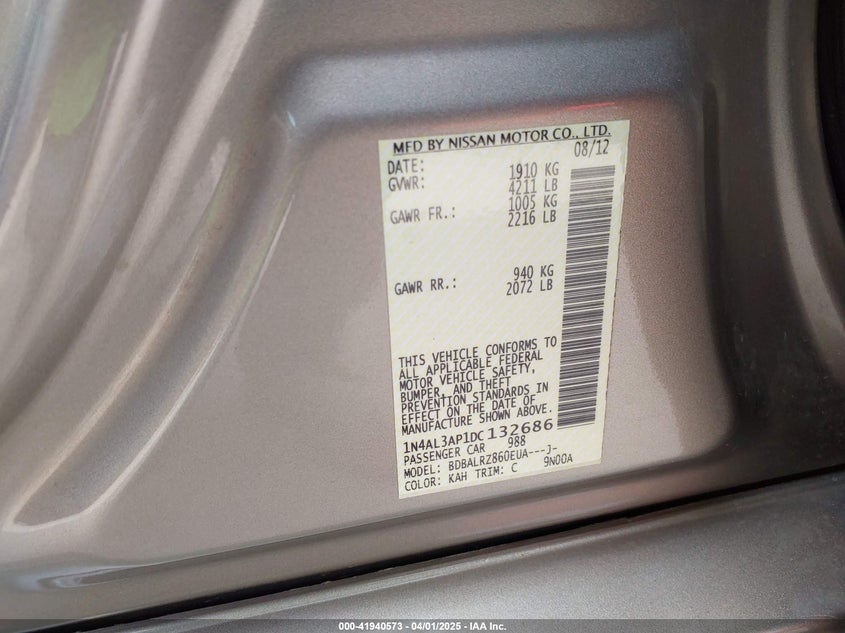 MFD BY NISSAN MOTOR CO., LTD.
DATE: 08/12
GVWR: 1910 KG
4211 LB
GAWR FR.: 1005 KG
2216 LB
GAWR RR.: 940 KG
2072 LB
THIS VEHICLE CONFORMS TO
ALL APPLICABLE FEDERAL
MOTOR VEHICLE SAFETY,
BUMPER, AND THEFT
PREVENTION STANDARDS IN
EFFECT ON THE DATE OF
MANUFACTURE SHOWN ABOVE.
1N4AL3AP1DC132686
PASSENGER CAR 988
MODEL: BDBALRZ860EUA---J-
COLOR: KAH TRIM: C 9N00A
000-41940573 - 04/01/2025 - IAA Inc.